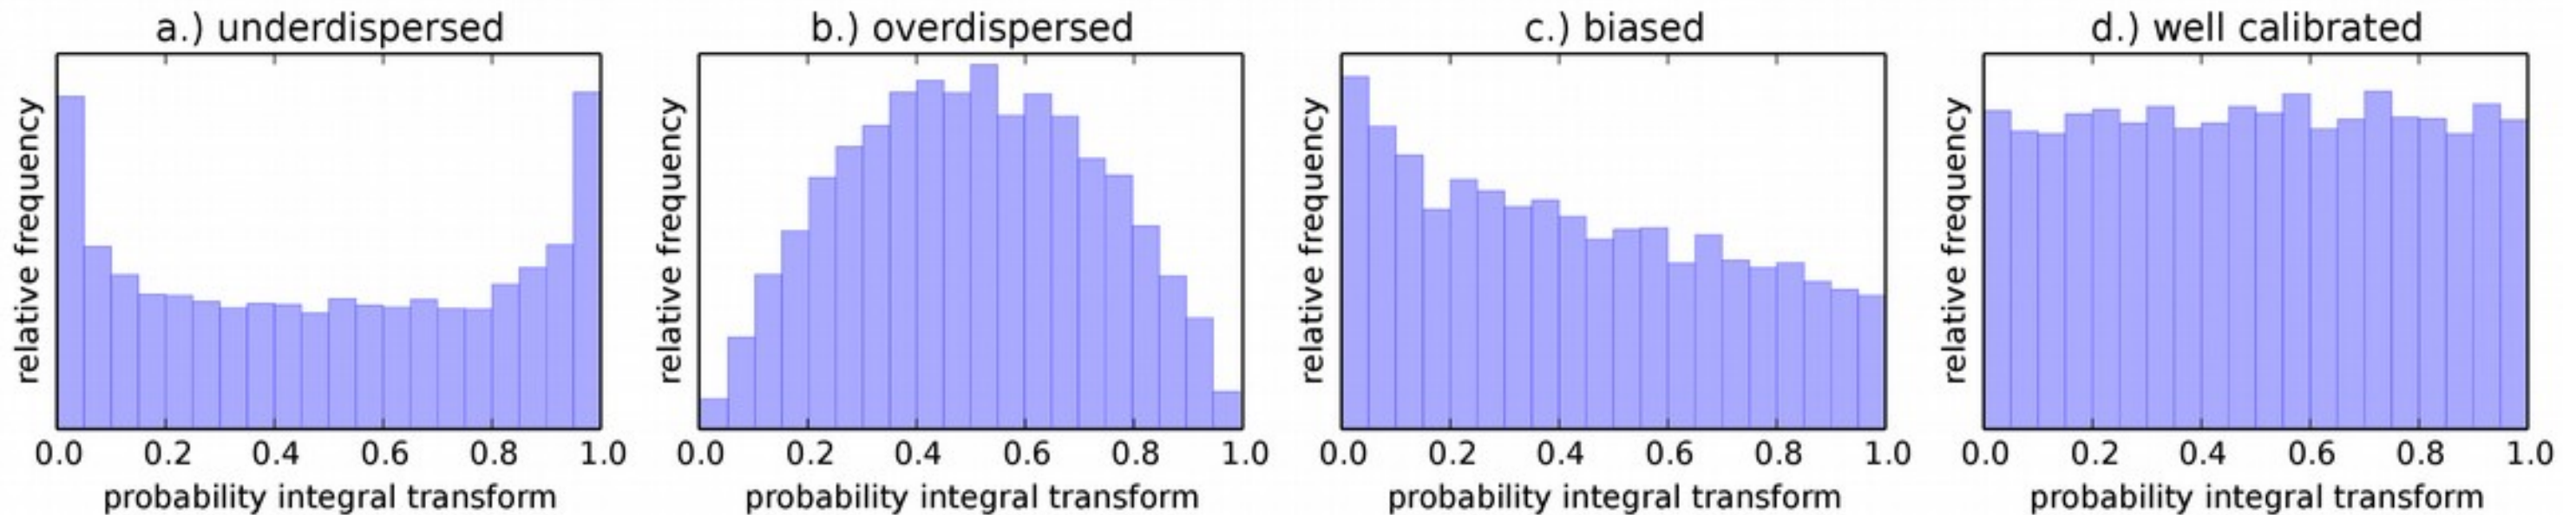 a.) underdispersed
relative frequency
0.0 0.2 0.4 0.6 0.8 1.0
probability integral transform
b.) overdispersed
relative frequency
0.0 0.2 0.4 0.6 0.8 1.0
probability integral transform
c.) biased
relative frequency
0.0 0.2 0.4 0.6 0.8 1.0
probability integral transform
d.) well calibrated
relative frequency
0.0 0.2 0.4 0.6 0.8 1.0
probability integral transform